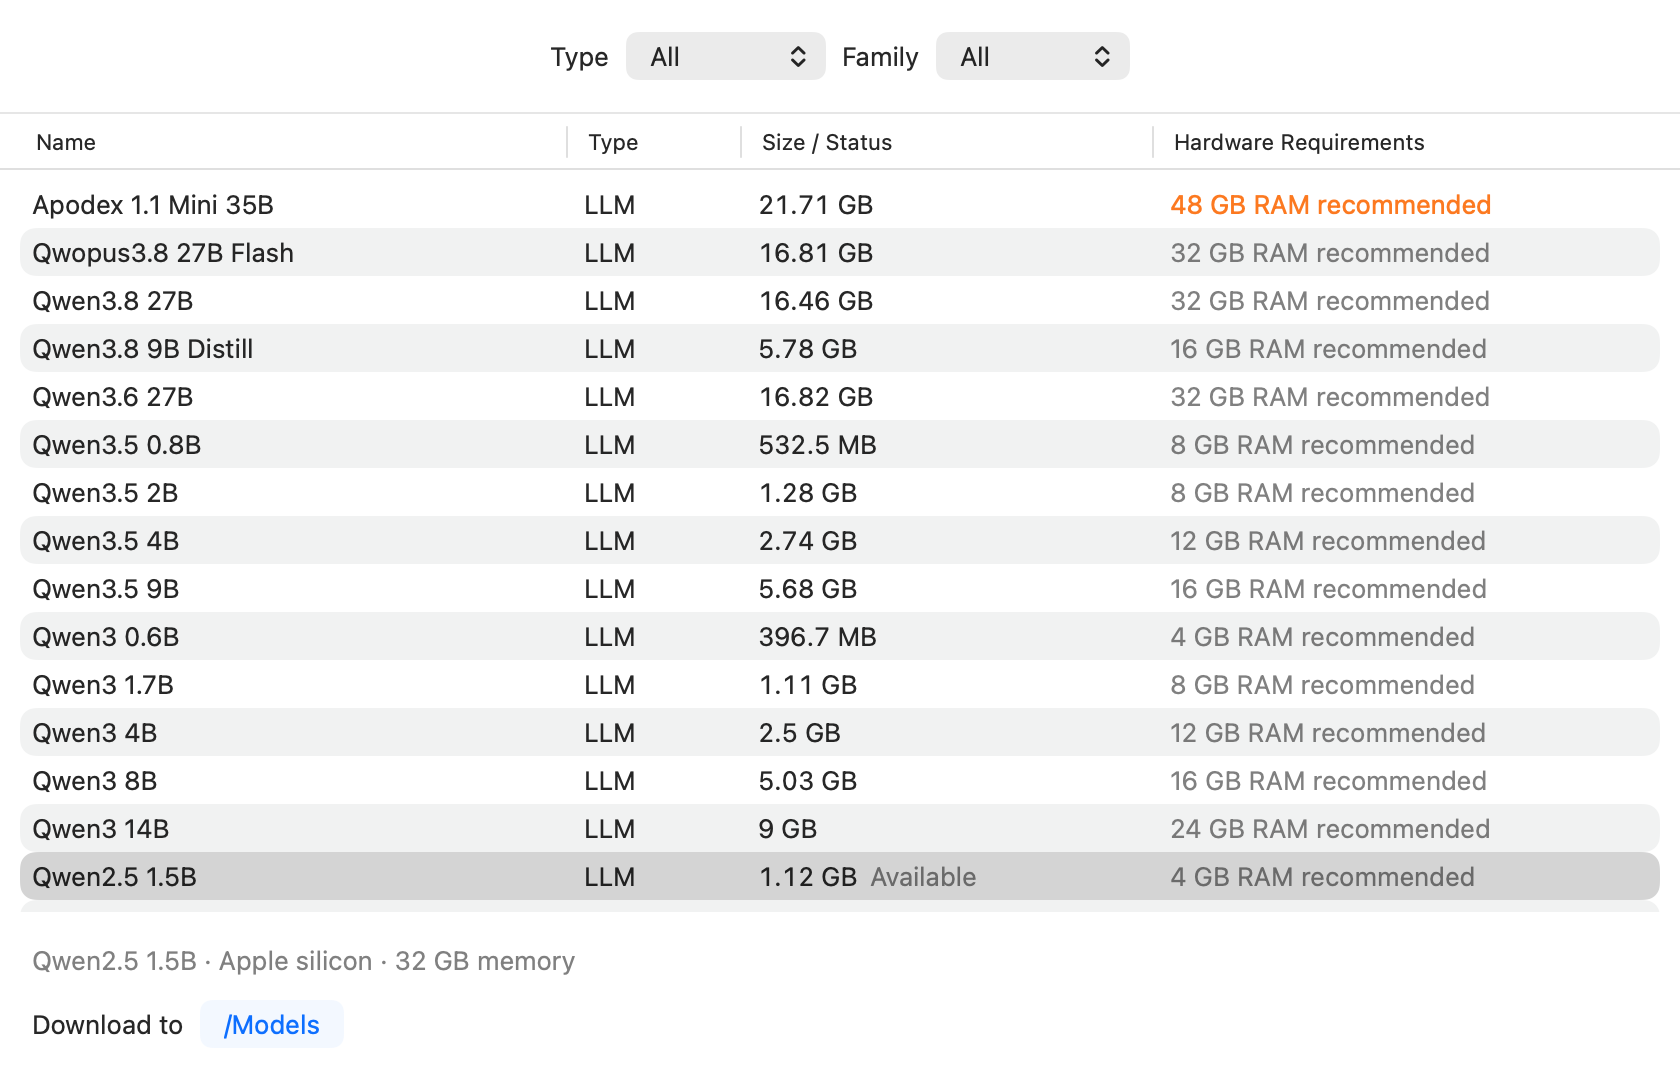 Type All Family All
Name Type Size / Status Hardware Requirements
Apodex 1.1 Mini 35B LLM 21.71 GB 48 GB RAM recommended
Qwopus3.8 27B Flash LLM 16.81 GB 32 GB RAM recommended
Qwen3.8 27B LLM 16.46 GB 32 GB RAM recommended
Qwen3.8 9B Distill LLM 5.78 GB 16 GB RAM recommended
Qwen3.6 27B LLM 16.82 GB 32 GB RAM recommended
Qwen3.5 0.8B LLM 532.5 MB 8 GB RAM recommended
Qwen3.5 2B LLM 1.28 GB 8 GB RAM recommended
Qwen3.5 4B LLM 2.74 GB 12 GB RAM recommended
Qwen3.5 9B LLM 5.68 GB 16 GB RAM recommended
Qwen3 0.6B LLM 396.7 MB 4 GB RAM recommended
Qwen3 1.7B LLM 1.11 GB 8 GB RAM recommended
Qwen3 4B LLM 2.5 GB 12 GB RAM recommended
Qwen3 8B LLM 5.03 GB 16 GB RAM recommended
Qwen3 14B LLM 9 GB 24 GB RAM recommended
Qwen2.5 1.5B LLM 1.12 GB Available 4 GB RAM recommended
Qwen2.5 1.5B · Apple silicon · 32 GB memory
Download to /Models